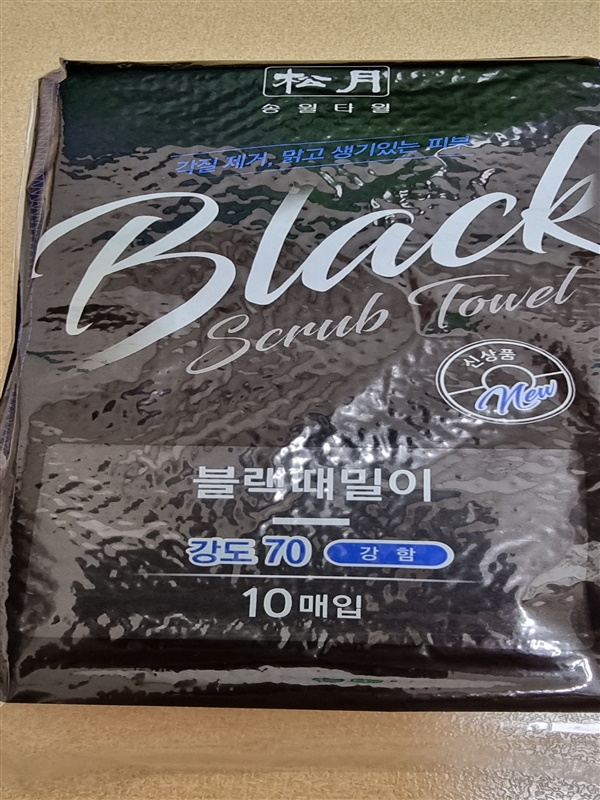 松月
송월타월
각질 제거, 맑고 생기있는 피부
Black
Scrub Towel
신상품
New
블랙때밀이
강도 70 강함
10매입